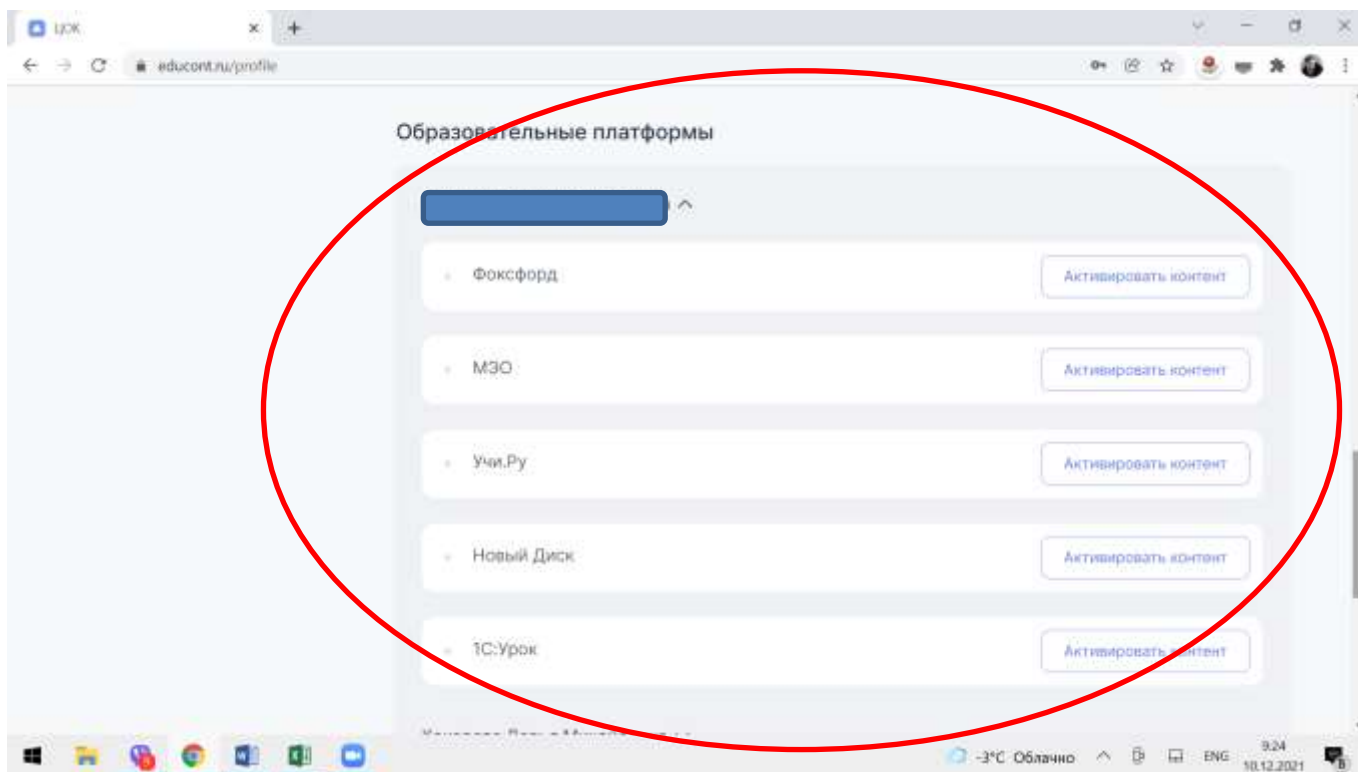 ЦОК
educont.ru/profile
Образовательные платформы
Фоксфорд
Активировать контент
МЭО
Активировать контент
Учи.Ру
Активировать контент
Новый Диск
Активировать контент
1С:Урок
Активировать контент
-3°C Облачно
ENG
9:24
10.12.2021